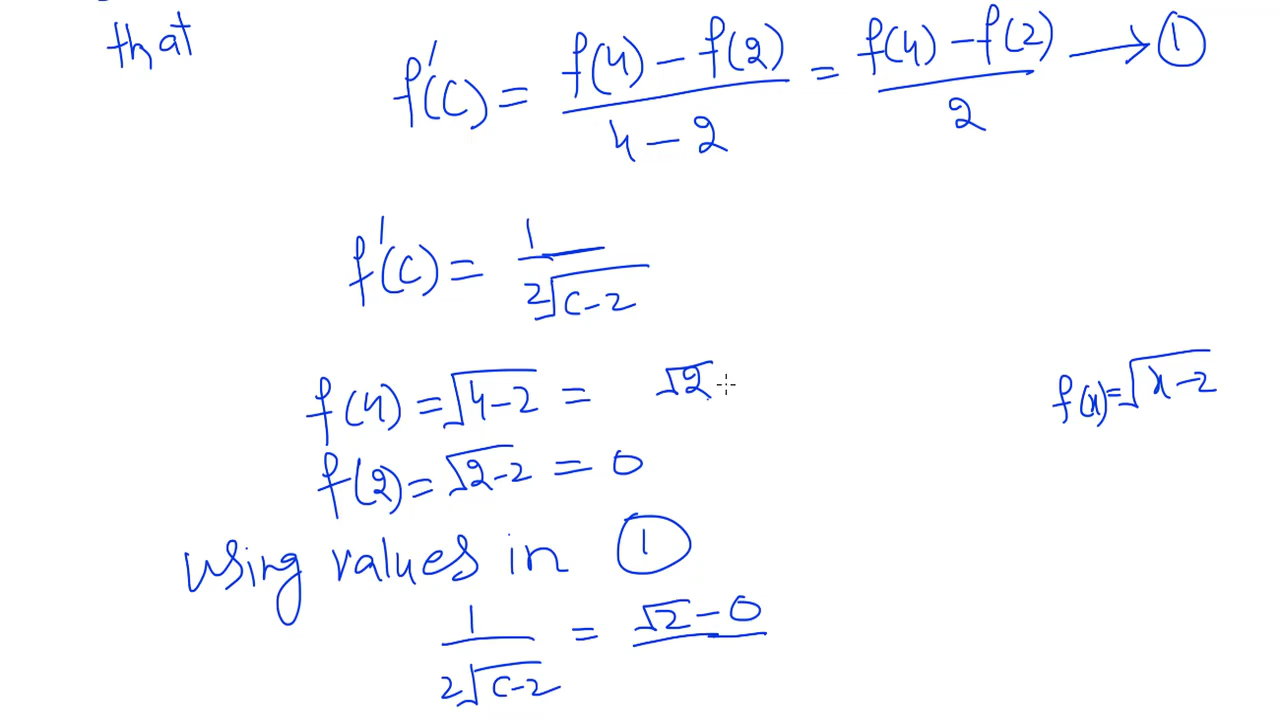 that
f'(c) = f(4) - f(2) / 4 - 2 = f(4) - f(2) / 2 → ①
f'(c) = 1 / 2√c-2
f(4) = √4-2 = √2
f(x) = √x-2
f(2) = √2-2 = 0
Using values in ①
1 / 2√c-2 = √2 - 0